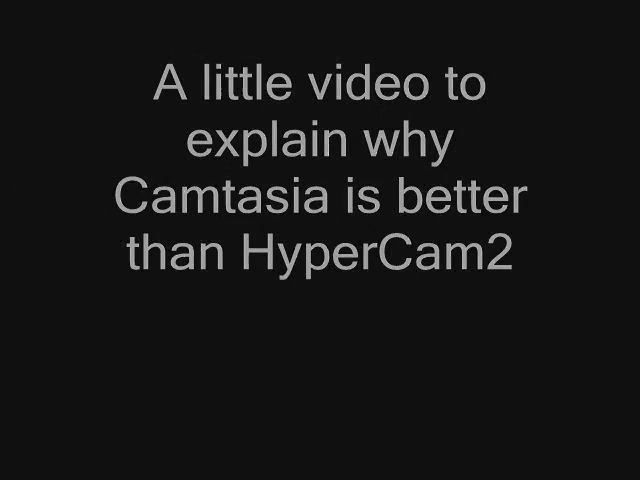 A little video to
explain why
Camtasia is better
than HyperCam2